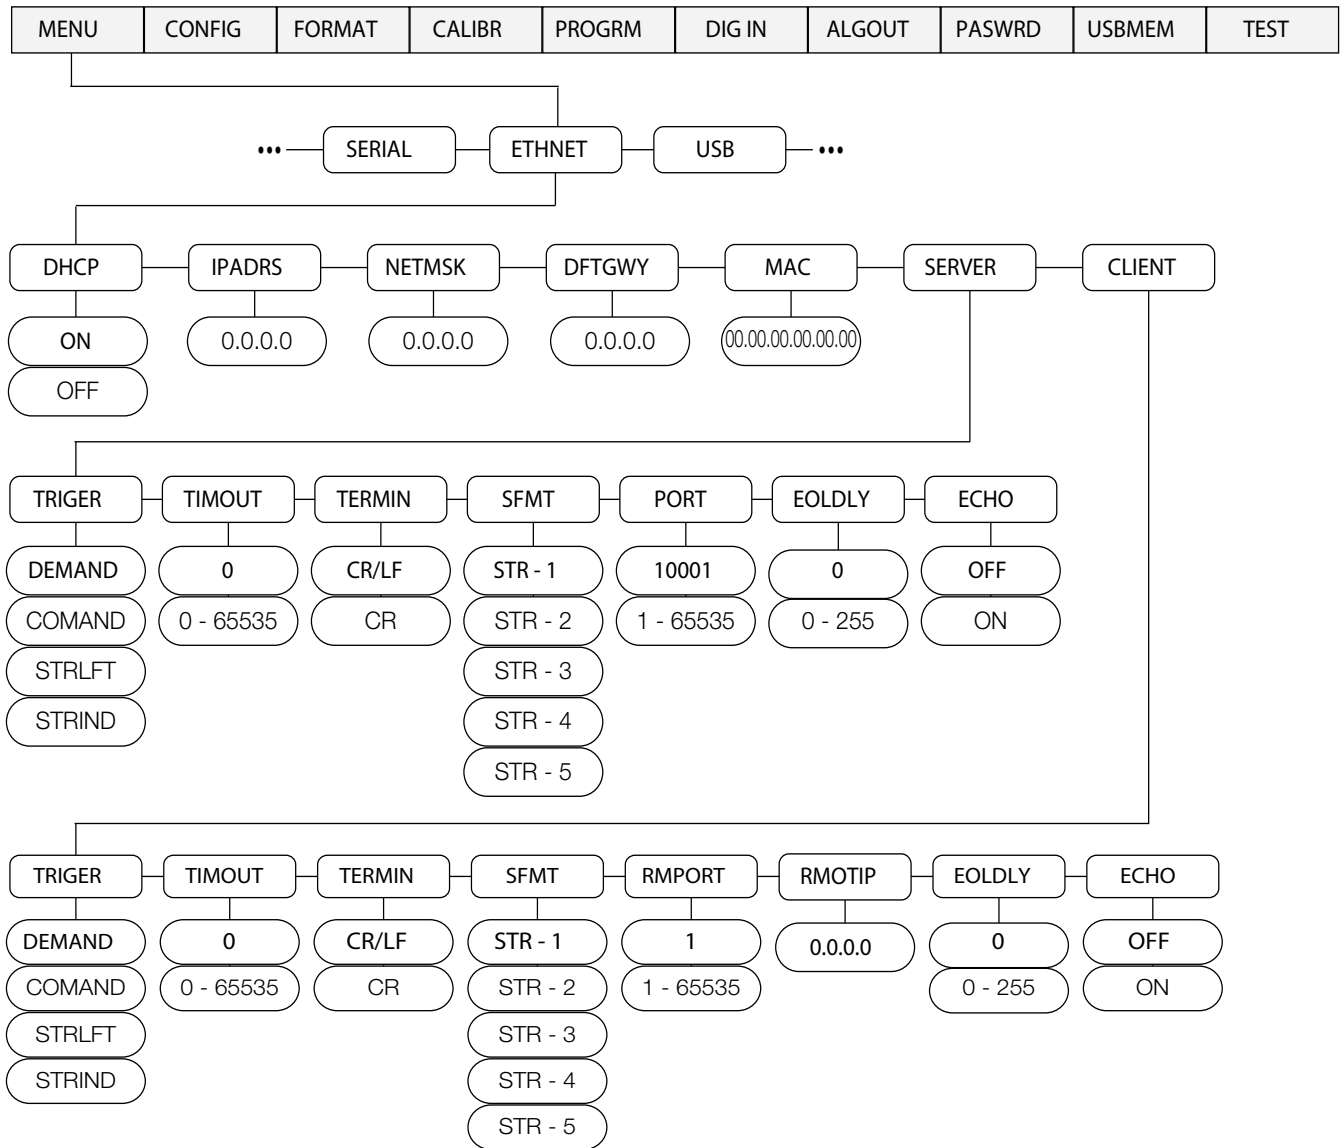 MENU CONFIG FORMAT CALIBR PROGRM DIG IN ALGOUT PASWRD USBMEM TEST
••• SERIAL ETHNET USB •••
DHCP IPADRS NETMSK DFTGWY MAC SERVER CLIENT
ON 0.0.0.0 0.0.0.0 0.0.0.0 00.00.00.00.00.00
OFF
TRIGER TIMOUT TERMIN SFMT PORT EOLDLY ECHO
DEMAND 0 CR/LF STR - 1 10001 0 OFF
COMAND 0 - 65535 CR STR - 2 1 - 65535 0 - 255 ON
STRLFT STR - 3
STRIND STR - 4
STR - 5
TRIGER TIMOUT TERMIN SFMT RMPORT RMOTIP EOLDLY ECHO
DEMAND 0 CR/LF STR - 1 1 0.0.0.0 0 OFF
COMAND 0 - 65535 CR STR - 2 1 - 65535 0 - 255 ON
STRLFT STR - 3
STRIND STR - 4
STR - 5